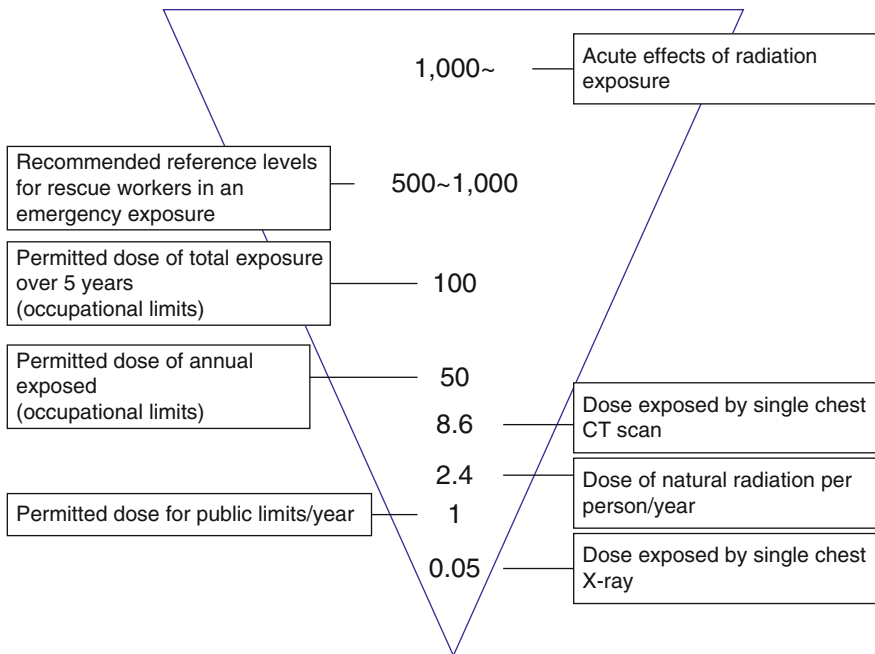 1,000~
Acute effects of radiation
exposure
Recommended reference levels
for rescue workers in an
emergency exposure
500~1,000
Permitted dose of total exposure
over 5 years
(occupational limits)
100
Permitted dose of annual
exposed
(occupational limits)
50
8.6
Dose exposed by single chest
CT scan
2.4
Dose of natural radiation per
person/year
Permitted dose for public limits/year
1
0.05
Dose exposed by single chest
X-ray